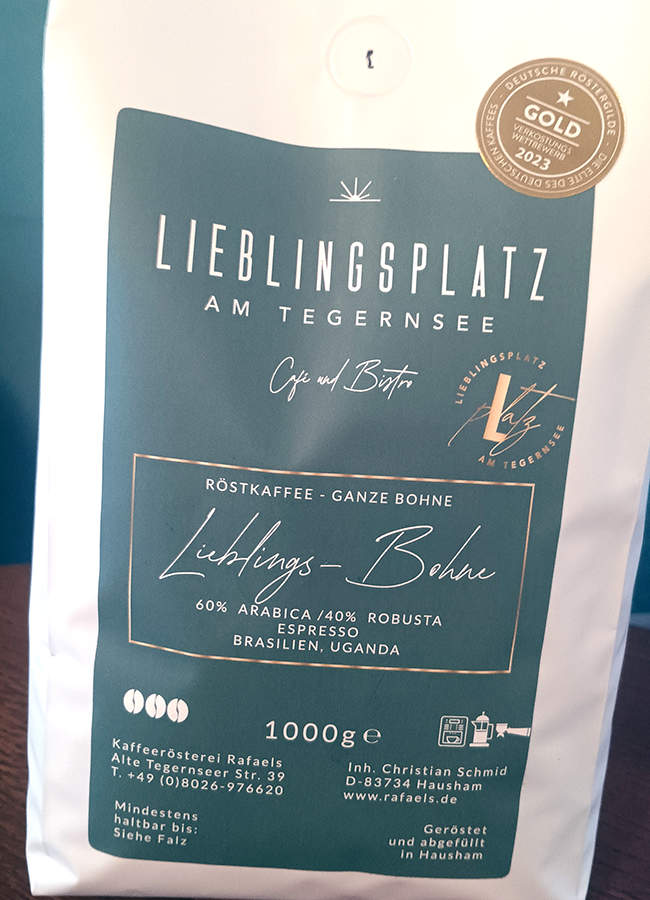 DEUTSCHE RÖSTERGILDE - DIE ELITE DES DEUTSCHEN KAFFEES -
GOLD
VERKOSTUNGS
WETTBEWERB
2023
LIEBLINGSPLATZ
AM TEGERNSEE
Café und Bistro
LIEBLINGSPLATZ
Platz
AM TEGERNSEE
RÖSTKAFFEE - GANZE BOHNE
Lieblings-Bohne
60% ARABICA /40% ROBUSTA
ESPRESSO
BRASILIEN, UGANDA
1000g ℮
Kaffeerösterei Rafaels
Alte Tegernseer Str. 39
T. +49 (0)8026-976620
Inh. Christian Schmid
D-83734 Hausham
www.rafaels.de
Mindestens
haltbar bis:
Siehe Falz
Geröstet
und abgefüllt
in Hausham